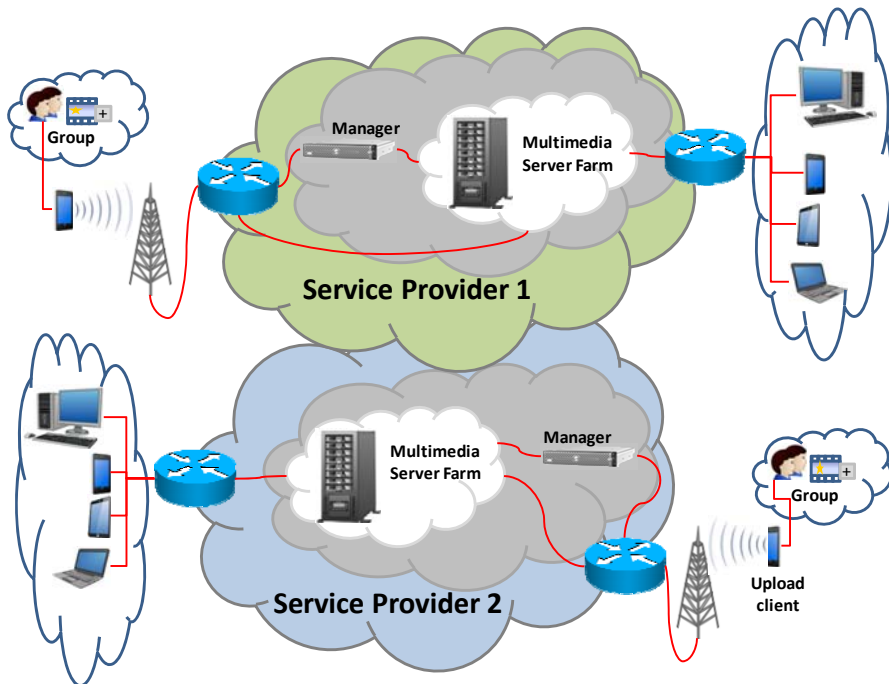 Group
Manager
Multimedia
Server Farm
Service Provider 1
Multimedia
Server Farm
Manager
Group
Upload
client
Service Provider 2